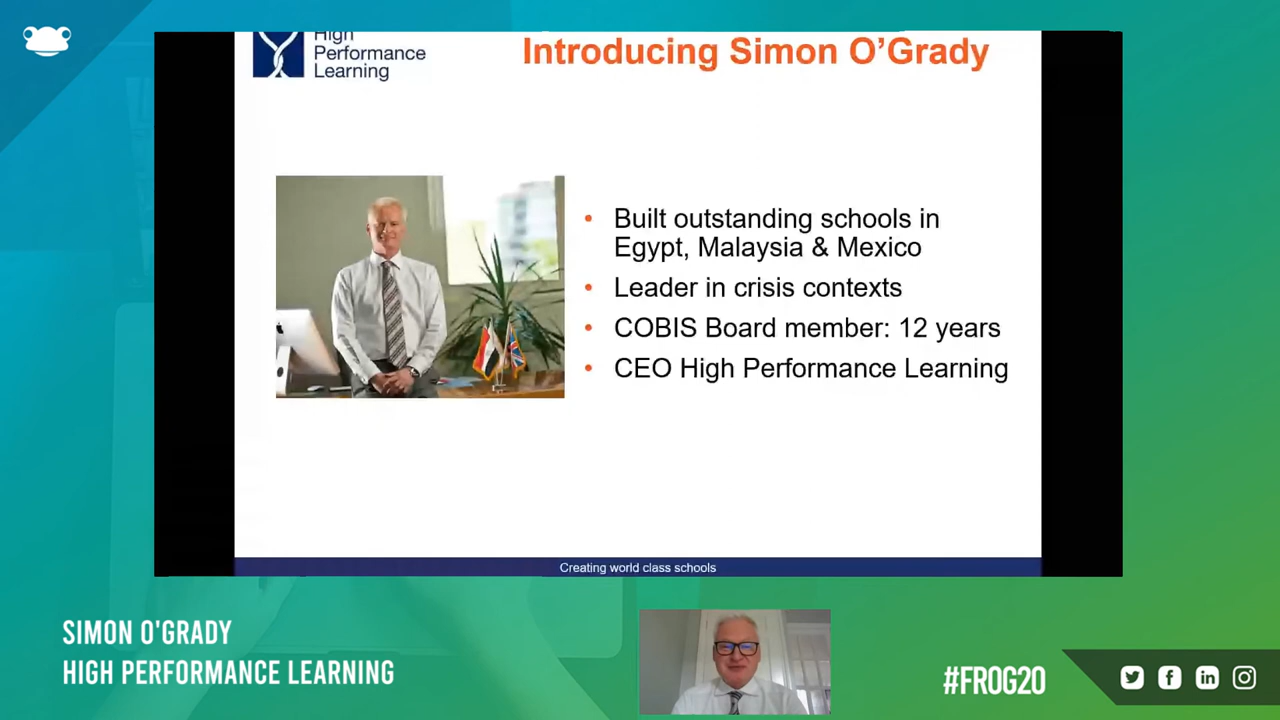 High
Performance
Learning
Introducing Simon O’Grady
• Built outstanding schools in
Egypt, Malaysia & Mexico
• Leader in crisis contexts
• COBIS Board member: 12 years
• CEO High Performance Learning
Creating world class schools
SIMON O'GRADY
HIGH PERFORMANCE LEARNING
#FROG20